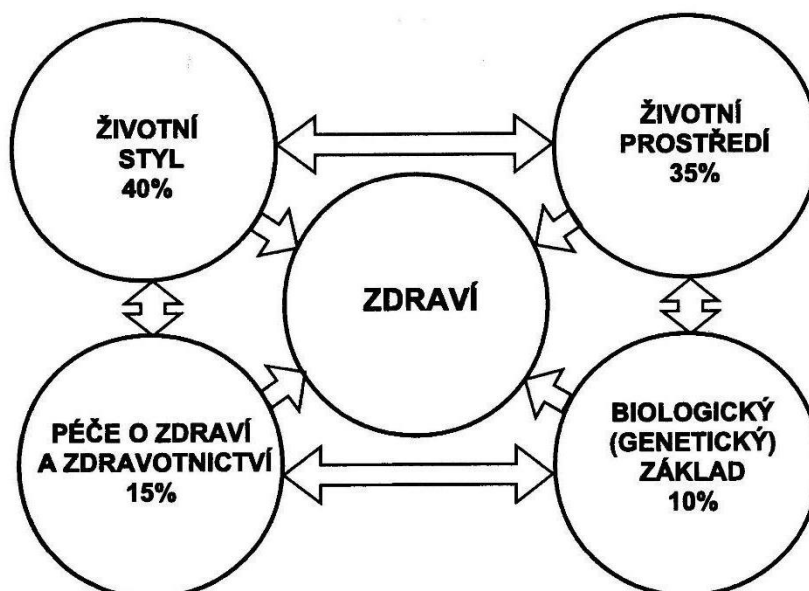 ŽIVOTNÍ
STYL
40%
ŽIVOTNÍ
PROSTŘEDÍ
35%
ZDRAVÍ
PÉČE O ZDRAVÍ
A ZDRAVOTNICTVÍ
15%
BIOLOGICKÝ
(GENETICKÝ)
ZÁKLAD
10%